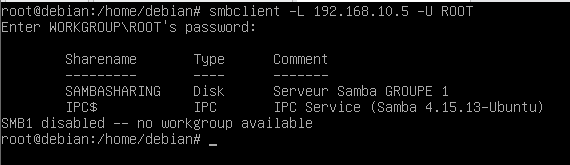 root@debian:/home/debian# smbclient -L 192.168.10.5 -U ROOT
Enter WORKGROUP\ROOT's password:
Sharename Type Comment
--------- ---- -------
SAMBASHARING Disk Serveur Samba GROUPE 1
IPC$ IPC IPC Service (Samba 4.15.13-Ubuntu)
SMB1 disabled -- no workgroup available
root@debian:/home/debian# _